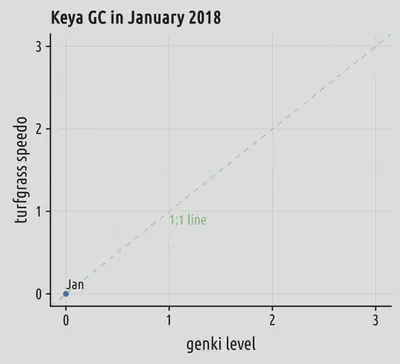 Keya GC in January 2018
3
2
1
0
turfgrass speedo
1:1 line
Jan
0 1 2 3
genki level